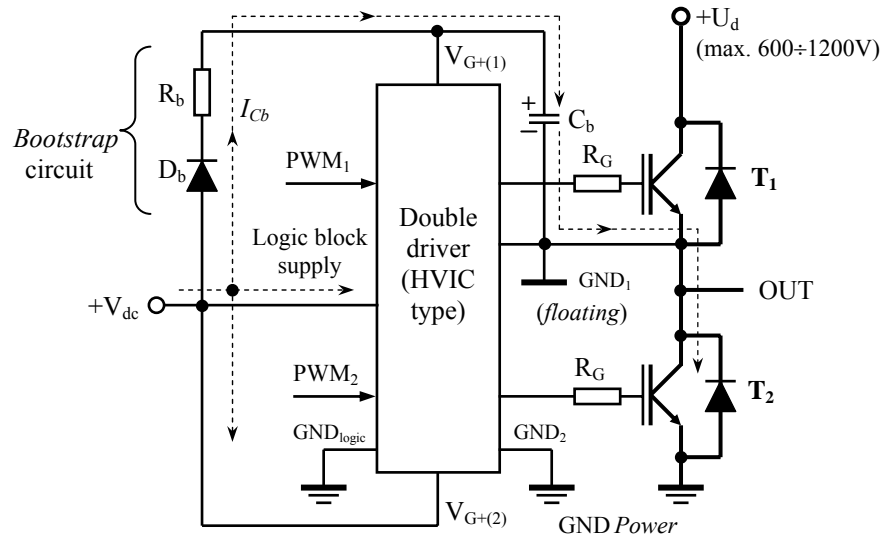 +U_d
(max. 600÷1200V)
V_G+(1)
R_b
I_Cb
+
−
C_b
Bootstrap
circuit
D_b
PWM_1
R_G
T_1
Double
driver
(HVIC
type)
Logic block
supply
GND_1
(floating)
OUT
+V_dc
PWM_2
R_G
T_2
GND_logic
GND_2
V_G+(2)
GND Power